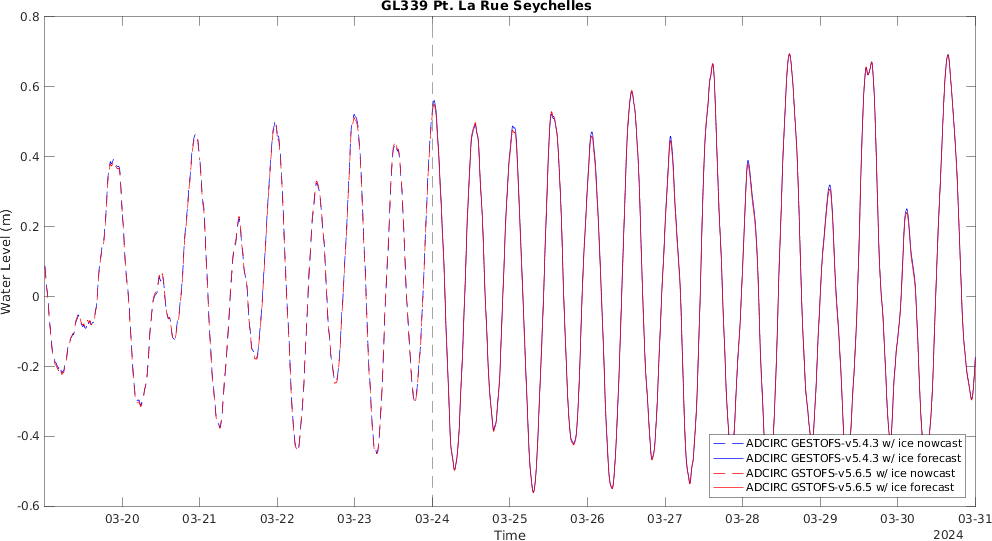 GL339 Pt. La Rue Seychelles
Water Level (m)
0.8
0.6
0.4
0.2
0
-0.2
-0.4
-0.6
ADCIRC GESTOFS-v5.4.3 w/ ice nowcast
ADCIRC GESTOFS-v5.4.3 w/ ice forecast
ADCIRC GSTOFS-v5.6.5 w/ ice nowcast
ADCIRC GSTOFS-v5.6.5 w/ ice forecast
03-20 03-21 03-22 03-23 03-24 03-25 03-26 03-27 03-28 03-29 03-30 03-31
Time
2024